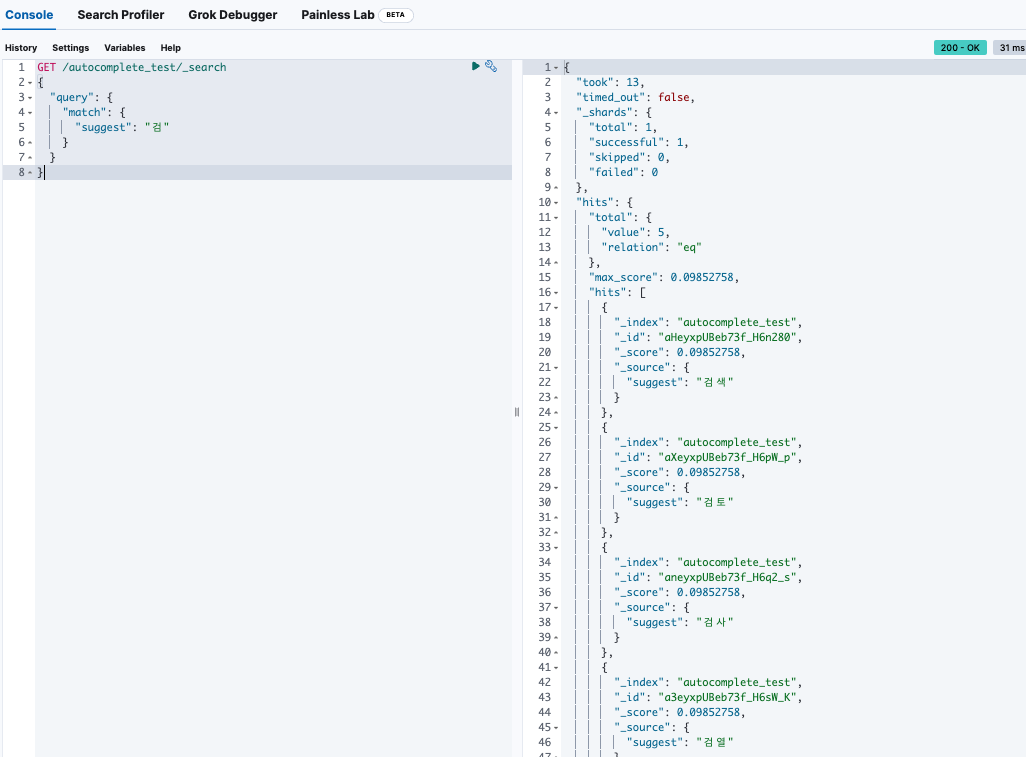 Console Search Profiler Grok Debugger Painless Lab BETA
History Settings Variables Help 200 - OK 31 ms
1 GET /autocomplete_test/_search
2 {
3 "query": {
4 "match": {
5 "suggest": "검"
6 }
7 }
8 }
1 {
2 "took": 13,
3 "timed_out": false,
4 "_shards": {
5 "total": 1,
6 "successful": 1,
7 "skipped": 0,
8 "failed": 0
9 },
10 "hits": {
11 "total": {
12 "value": 5,
13 "relation": "eq"
14 },
15 "max_score": 0.09852758,
16 "hits": [
17 {
18 "_index": "autocomplete_test",
19 "_id": "aHeyxpUBeb73f_H6n280",
20 "_score": 0.09852758,
21 "_source": {
22 "suggest": "검색"
23 }
24 },
25 {
26 "_index": "autocomplete_test",
27 "_id": "aXeyxpUBeb73f_H6pW_p",
28 "_score": 0.09852758,
29 "_source": {
30 "suggest": "검토"
31 }
32 },
33 {
34 "_index": "autocomplete_test",
35 "_id": "aneyxpUBeb73f_H6q2_s",
36 "_score": 0.09852758,
37 "_source": {
38 "suggest": "검사"
39 }
40 },
41 {
42 "_index": "autocomplete_test",
43 "_id": "a3eyxpUBeb73f_H6sW_K",
44 "_score": 0.09852758,
45 "_source": {
46 "suggest": "검열"
47 }